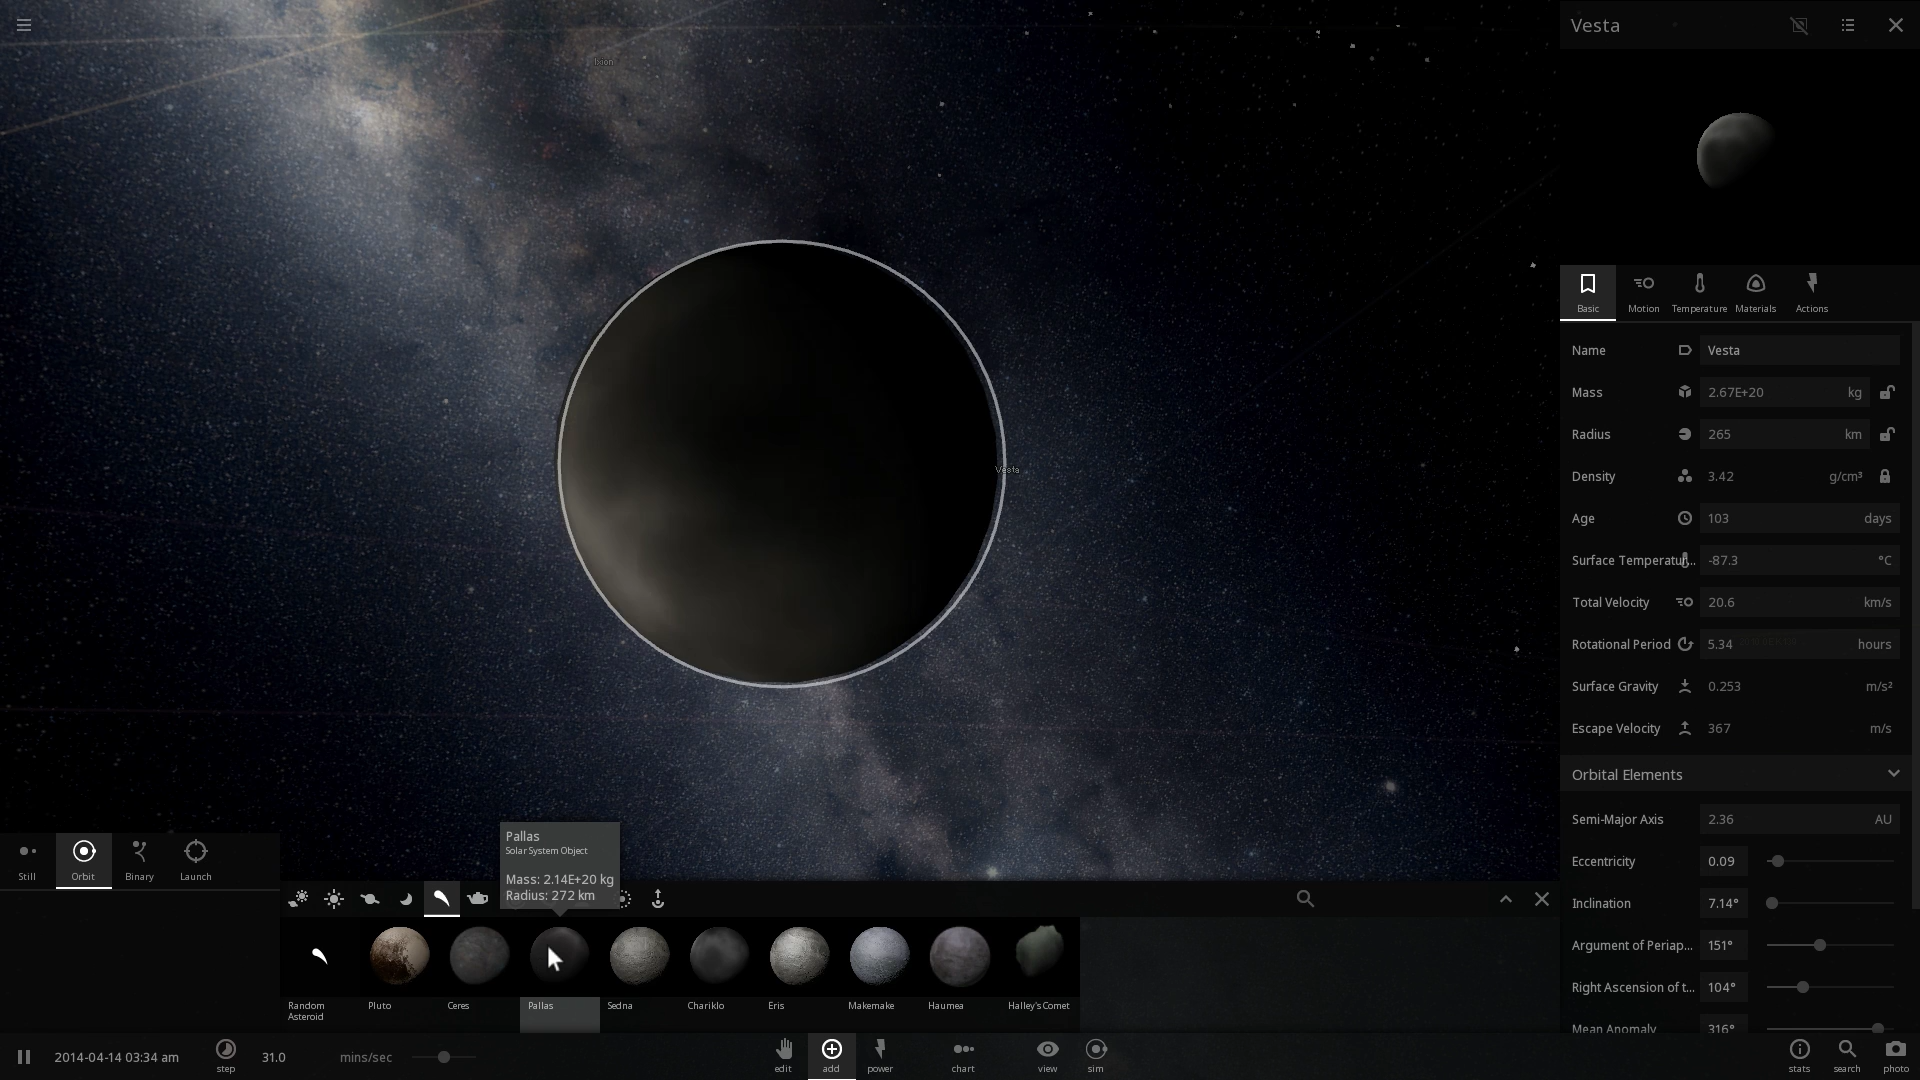 Vesta
Ixion
Vesta
Basic
Motion
Temperature
Materials
Actions
Name
Vesta
Mass
2.67E+20
kg
Radius
265
km
Density
3.42
g/cm³
Age
103
days
Surface Temperatur...
-87.3
°C
Total Velocity
20.6
km/s
Rotational Period
5.34
hours
Surface Gravity
0.253
m/s²
Escape Velocity
367
m/s
Orbital Elements
Semi-Major Axis
2.36
AU
Eccentricity
0.09
Inclination
7.14°
Argument of Periap...
151°
Right Ascension of t...
104°
Mean Anomaly
316°
Still
Orbit
Binary
Launch
Pallas
Solar System Object
Mass: 2.14E+20 kg
Radius: 272 km
Random
Asteroid
Pluto
Ceres
Pallas
Sedna
Chariklo
Eris
Makemake
Haumea
Halley's Comet
2014-04-14 03:34 am
step
31.0
mins/sec
edit
add
power
chart
view
sim
stats
search
photo